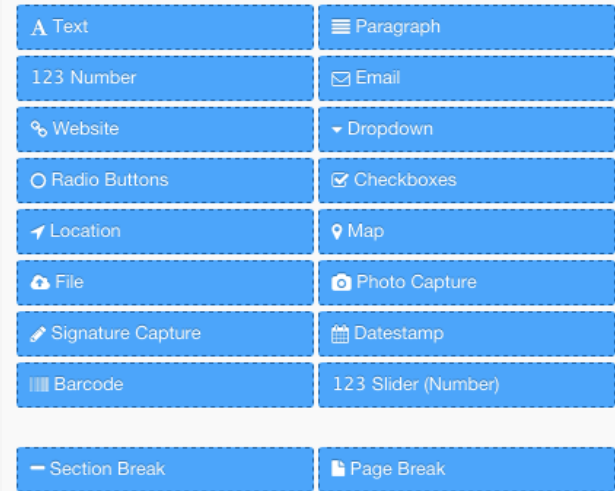 A Text
Paragraph
123 Number
Email
Website
Dropdown
Radio Buttons
Checkboxes
Location
Map
File
Photo Capture
Signature Capture
Datestamp
Barcode
123 Slider (Number)
Section Break
Page Break